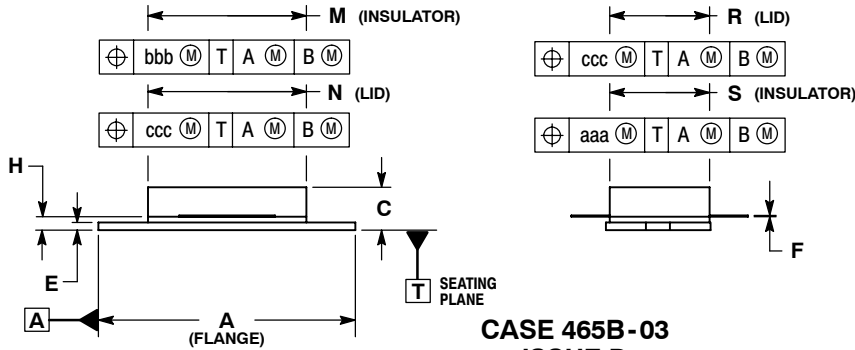 M (INSULATOR)
⌖ bbb Ⓜ T A Ⓜ B Ⓜ
N (LID)
⌖ ccc Ⓜ T A Ⓜ B Ⓜ
R (LID)
⌖ ccc Ⓜ T A Ⓜ B Ⓜ
S (INSULATOR)
⌖ aaa Ⓜ T A Ⓜ B Ⓜ
H
C
E
F
T SEATING
PLANE
A
A
(FLANGE)
CASE 465B-03